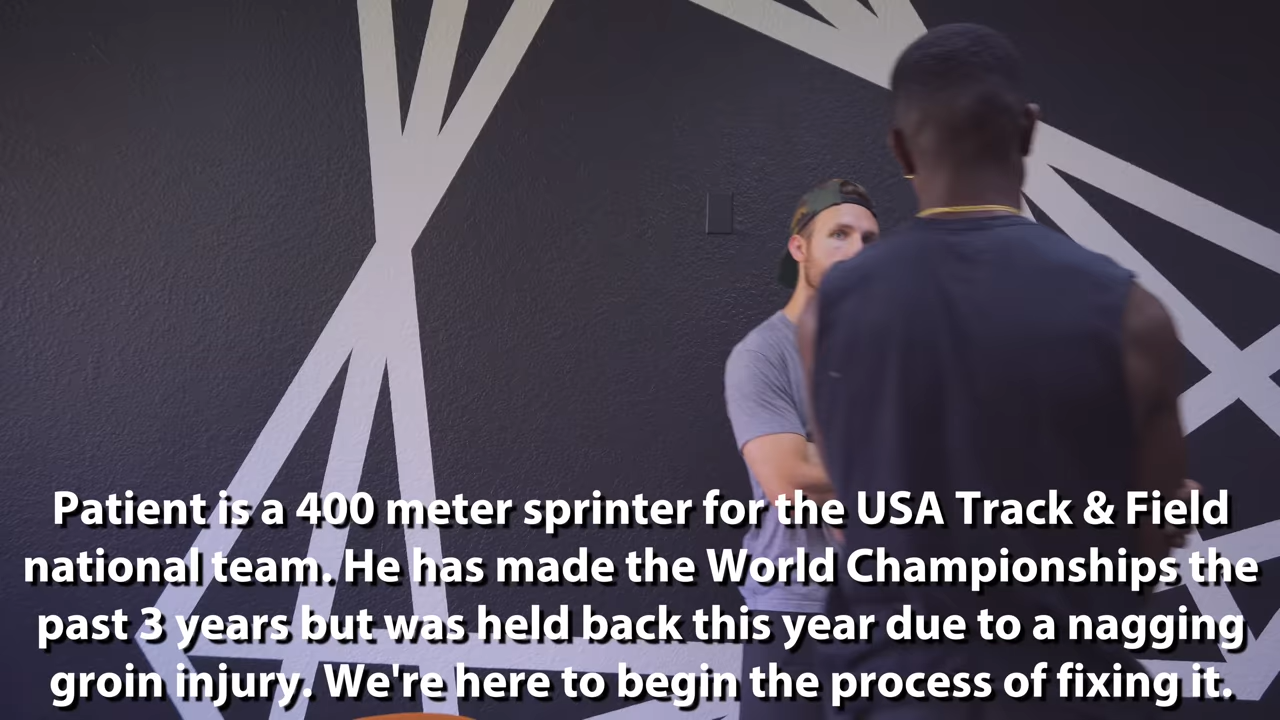 Patient is a 400 meter sprinter for the USA Track & Field
national team. He has made the World Championships the
past 3 years but was held back this year due to a nagging
groin injury. We're here to begin the process of fixing it.